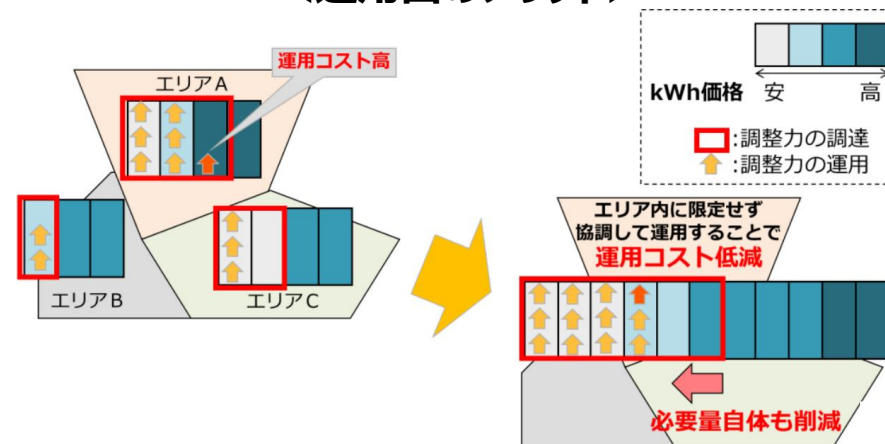 運用コスト高
エリアA
エリアB
エリアC
kWh価格 安 高
:調整力の調達
:調整力の運用
エリア内に限定せず
協調して運用することで
運用コスト低減
必要量自体も削減